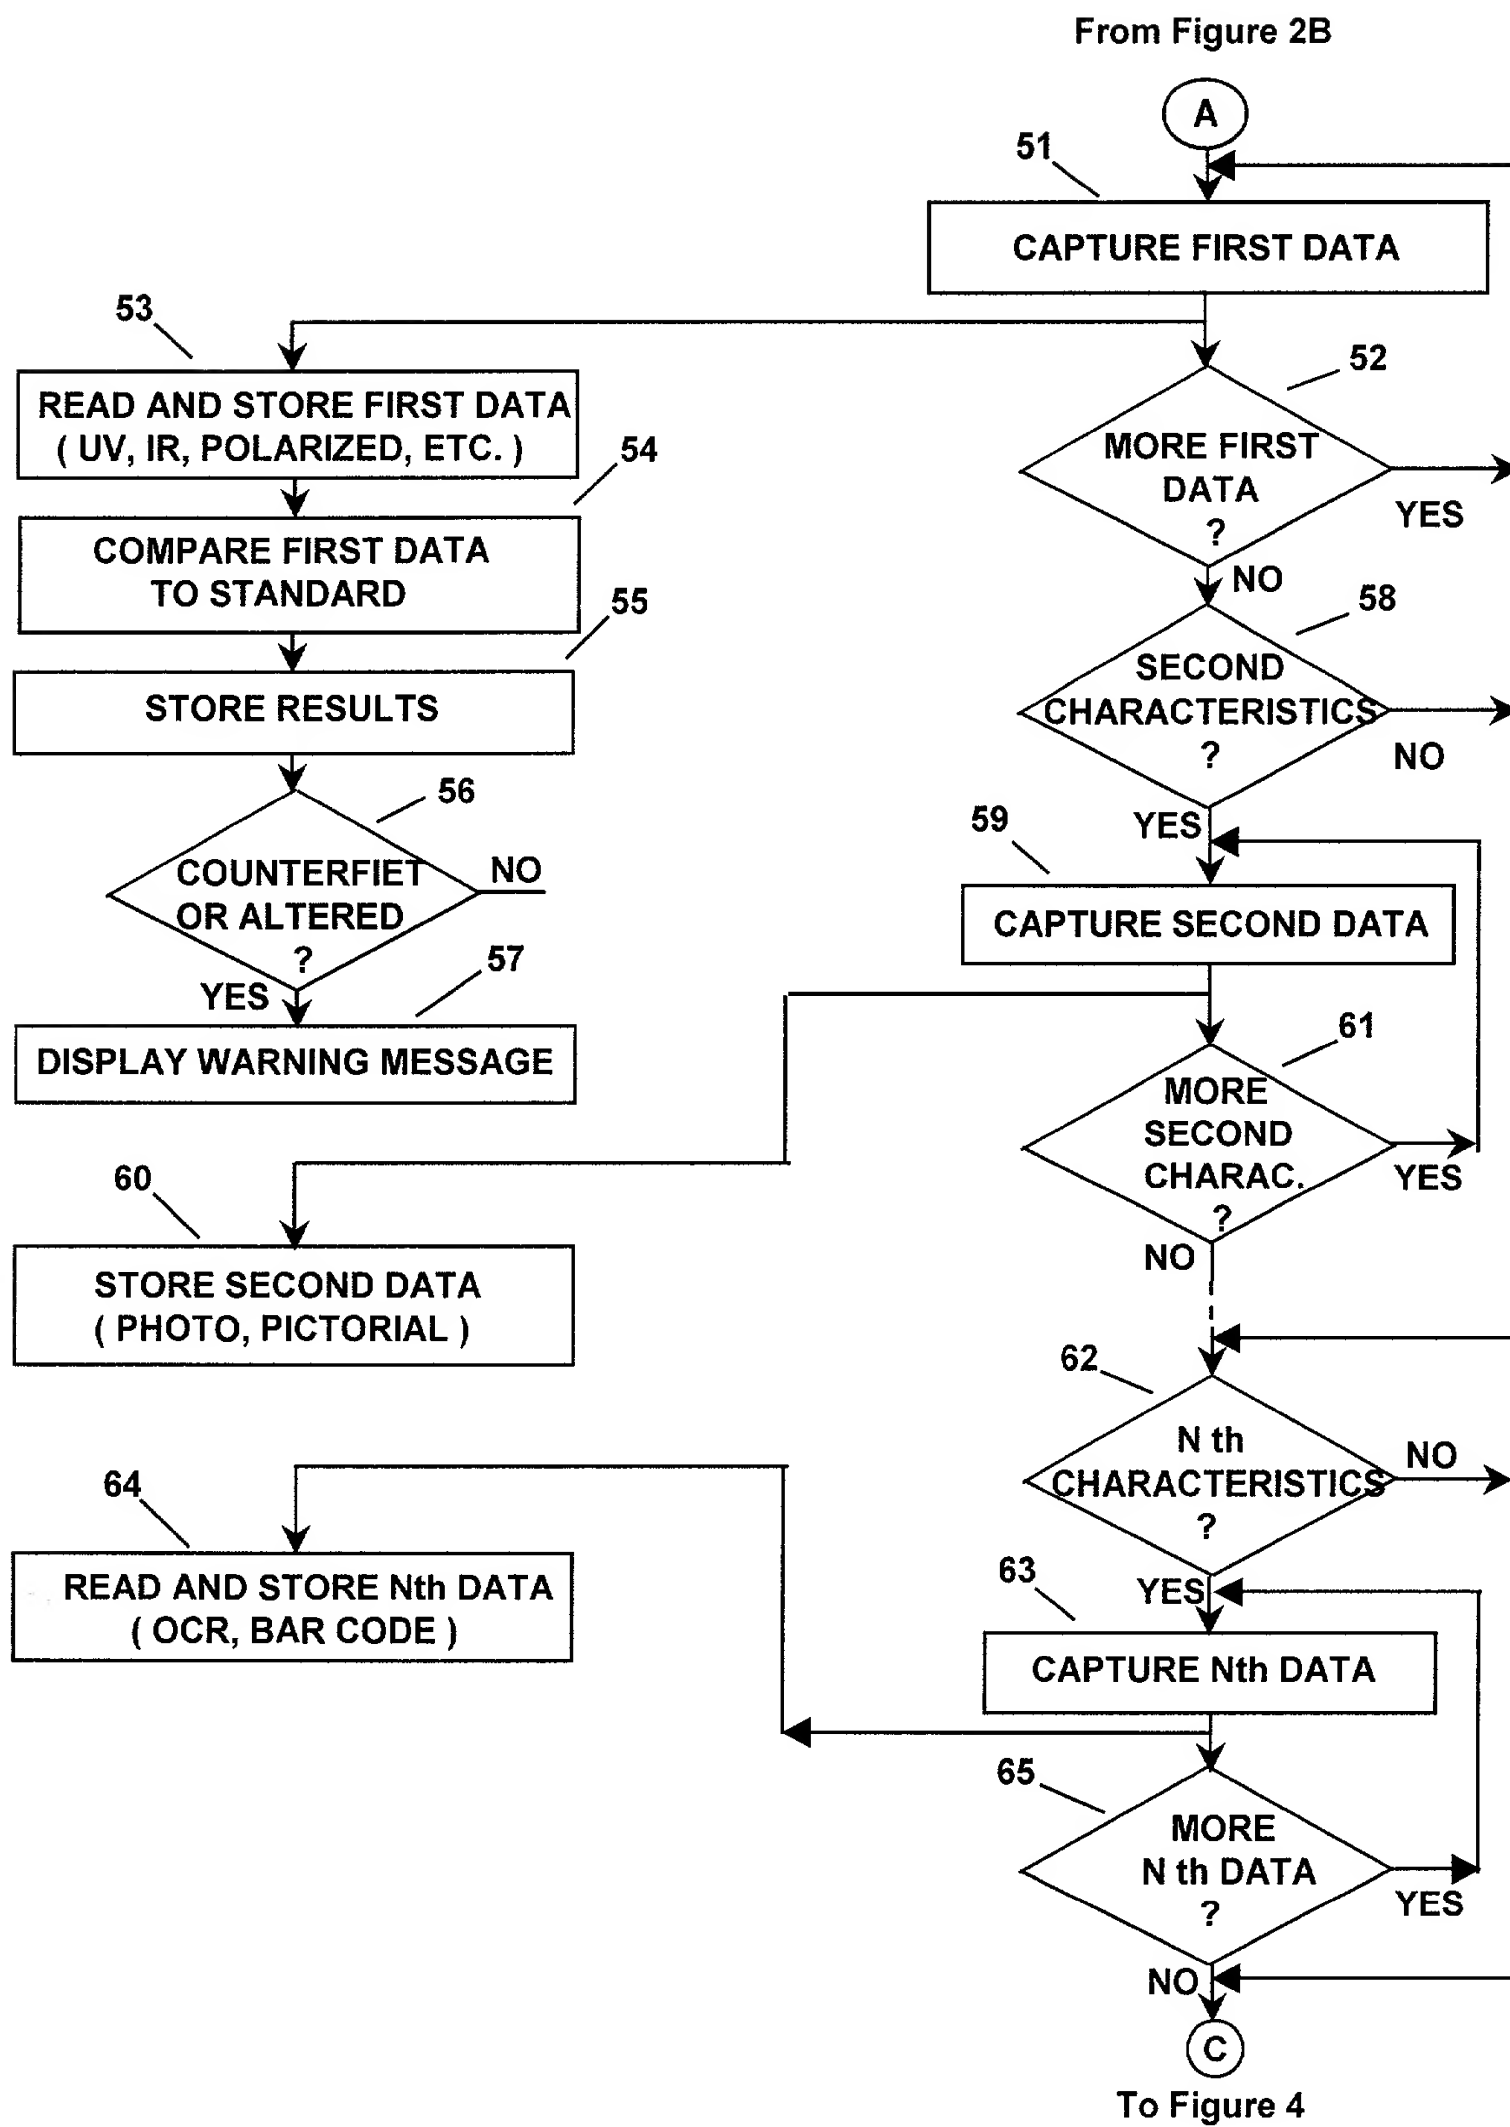 From Figure 2B
A
51
CAPTURE FIRST DATA
53
READ AND STORE FIRST DATA
( UV, IR, POLARIZED, ETC. )
52
MORE FIRST
DATA
?
YES
NO
54
COMPARE FIRST DATA
TO STANDARD
55
STORE RESULTS
58
SECOND
CHARACTERISTICS
?
NO
YES
56
COUNTERFIET
OR ALTERED
?
NO
YES
57
DISPLAY WARNING MESSAGE
59
CAPTURE SECOND DATA
61
MORE
SECOND
CHARAC.
?
YES
NO
60
STORE SECOND DATA
( PHOTO, PICTORIAL )
62
N th
CHARACTERISTICS
?
NO
YES
64
READ AND STORE Nth DATA
( OCR, BAR CODE )
63
CAPTURE Nth DATA
65
MORE
N th DATA
?
YES
NO
C
To Figure 4